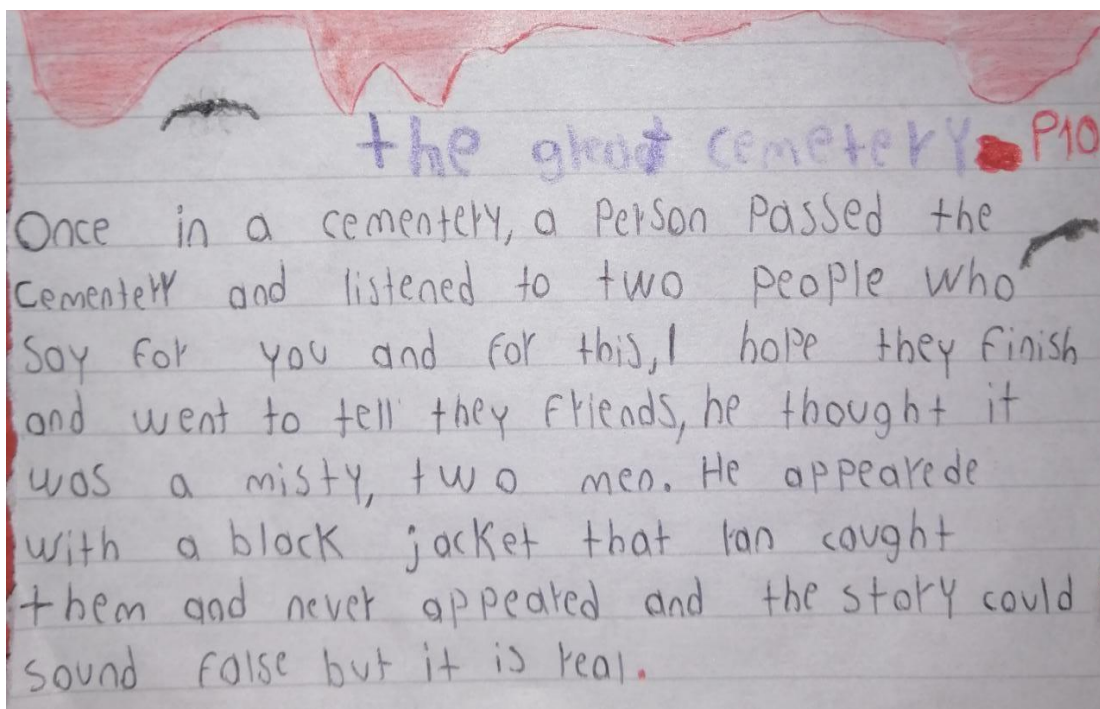 the great cemetery P10
Once in a cementery, a Person Passed the
cementery and listened to two people who
Say for you and for this, I hope they finish
and went to tell they friends, he thought it
was a misty, two men. He appearede
with a black jacket that ran caught
them and never appeared and the story could
sound false but it is real.